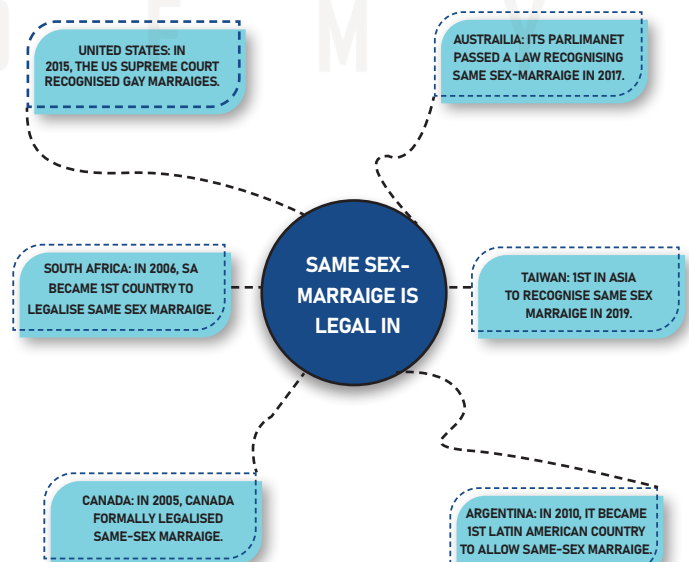 UNITED STATES: IN
2015, THE US SUPREME COURT
RECOGNISED GAY MARRAIGES.
AUSTRAILIA: ITS PARLIMANET
PASSED A LAW RECOGNISING
SAME SEX-MARRAIGE IN 2017.
SOUTH AFRICA: IN 2006, SA
BECAME 1ST COUNTRY TO
LEGALISE SAME SEX MARRAIGE.
SAME SEX-
MARRAIGE IS
LEGAL IN
TAIWAN: 1ST IN ASIA
TO RECOGNISE SAME SEX
MARRAIGE IN 2019.
CANADA: IN 2005, CANADA
FORMALLY LEGALISED
SAME-SEX MARRAIGE.
ARGENTINA: IN 2010, IT BECAME
1ST LATIN AMERICAN COUNTRY
TO ALLOW SAME-SEX MARRAIGE.